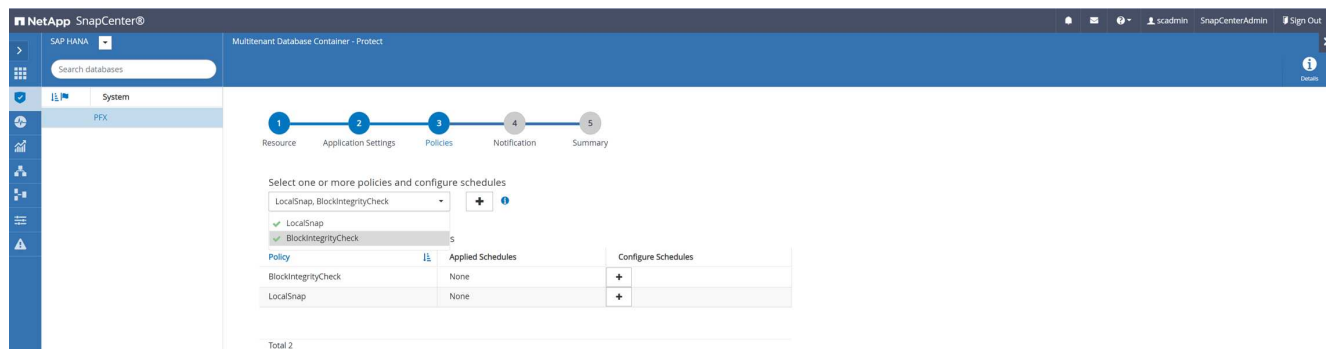 NetApp SnapCenter®
scadmin SnapCenterAdmin Sign Out
SAP HANA
Multitenant Database Container - Protect
Search databases
Details
System
PFX
1 2 3 4 5
Resource Application Settings Policies Notification Summary
Select one or more policies and configure schedules
LocalSnap, BlockIntegrityCheck
LocalSnap
BlockIntegrityCheck
s
Policy Applied Schedules Configure Schedules
BlockIntegrityCheck None +
LocalSnap None +
Total 2